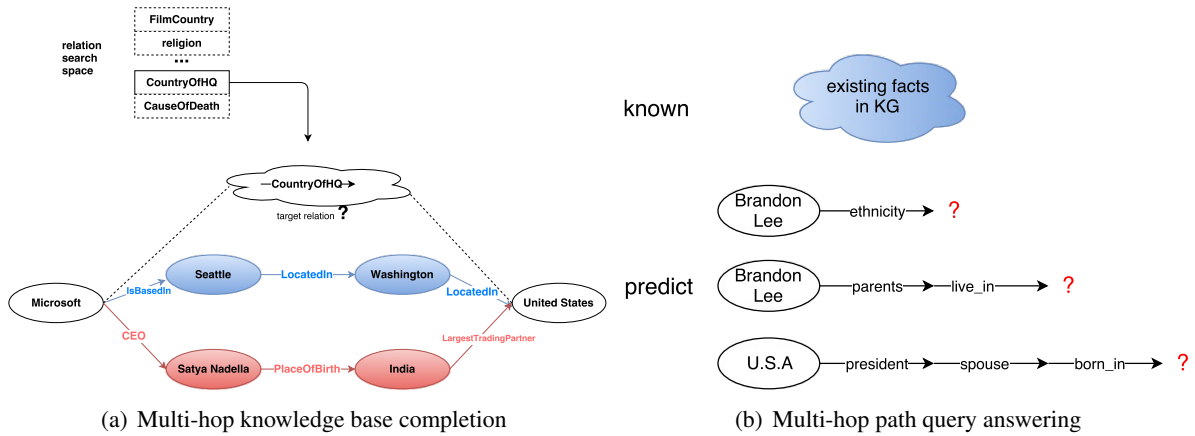 FilmCountry
religion
...
CountryOfHQ
CauseOfDeath
relation
search
space
CountryOfHQ
target relation ?
Seattle
LocatedIn
Washington
IsBasedIn
LocatedIn
Microsoft
United States
CEO
LargestTradingPartner
Satya Nadella
PlaceOfBirth
India
(a) Multi-hop knowledge base completion
known
existing facts
in KG
Brandon
Lee
ethnicity
?
predict
Brandon
Lee
parents
live_in
?
U.S.A
president
spouse
born_in
?
(b) Multi-hop path query answering